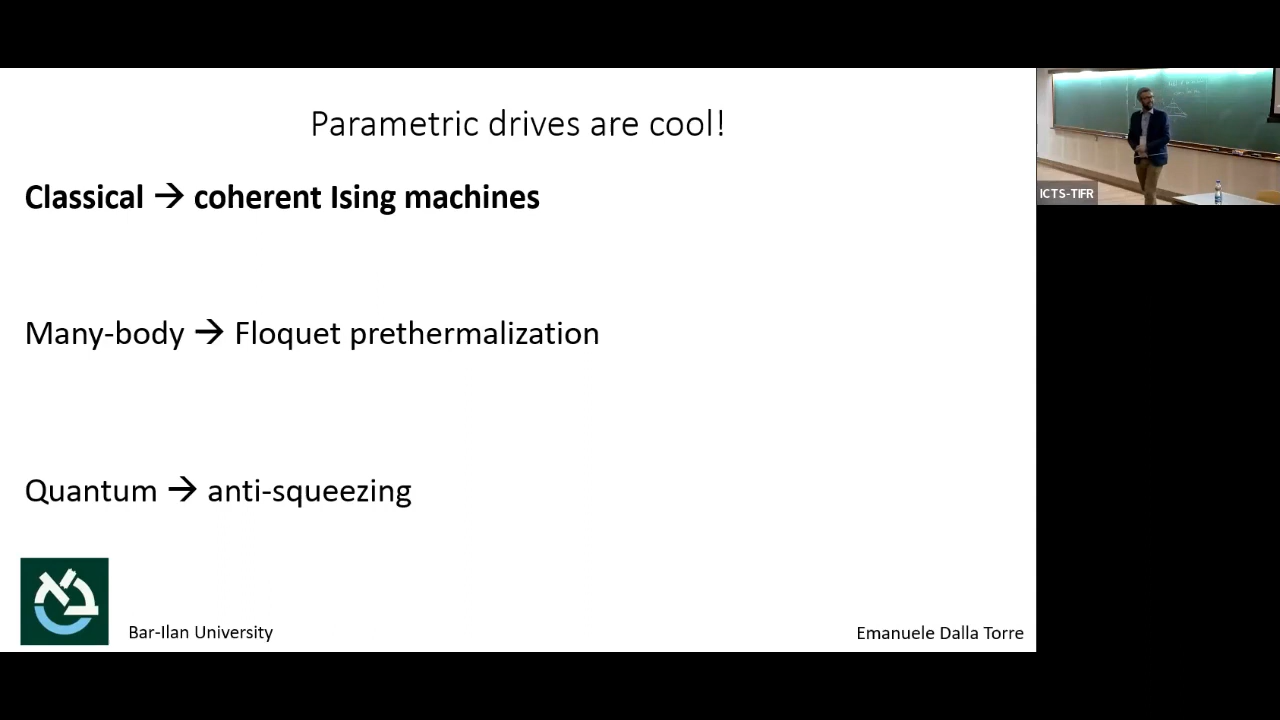 Parametric drives are cool!
Classical → coherent Ising machines
Many-body → Floquet prethermalization
Quantum → anti-squeezing
Bar-Ilan University
Emanuele Dalla Torre
ICTS-TIFR